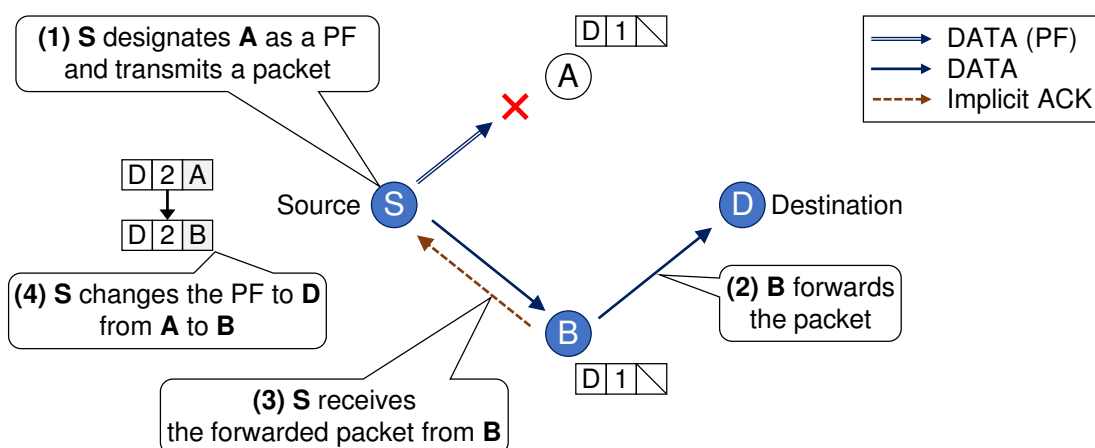 (1) S designates A as a PF
and transmits a packet
D 1
A
DATA (PF)
DATA
Implicit ACK
D 2 A
D 2 B
Source
S
D
Destination
(4) S changes the PF to D
from A to B
(2) B forwards
the packet
B
D 1
(3) S receives
the forwarded packet from B